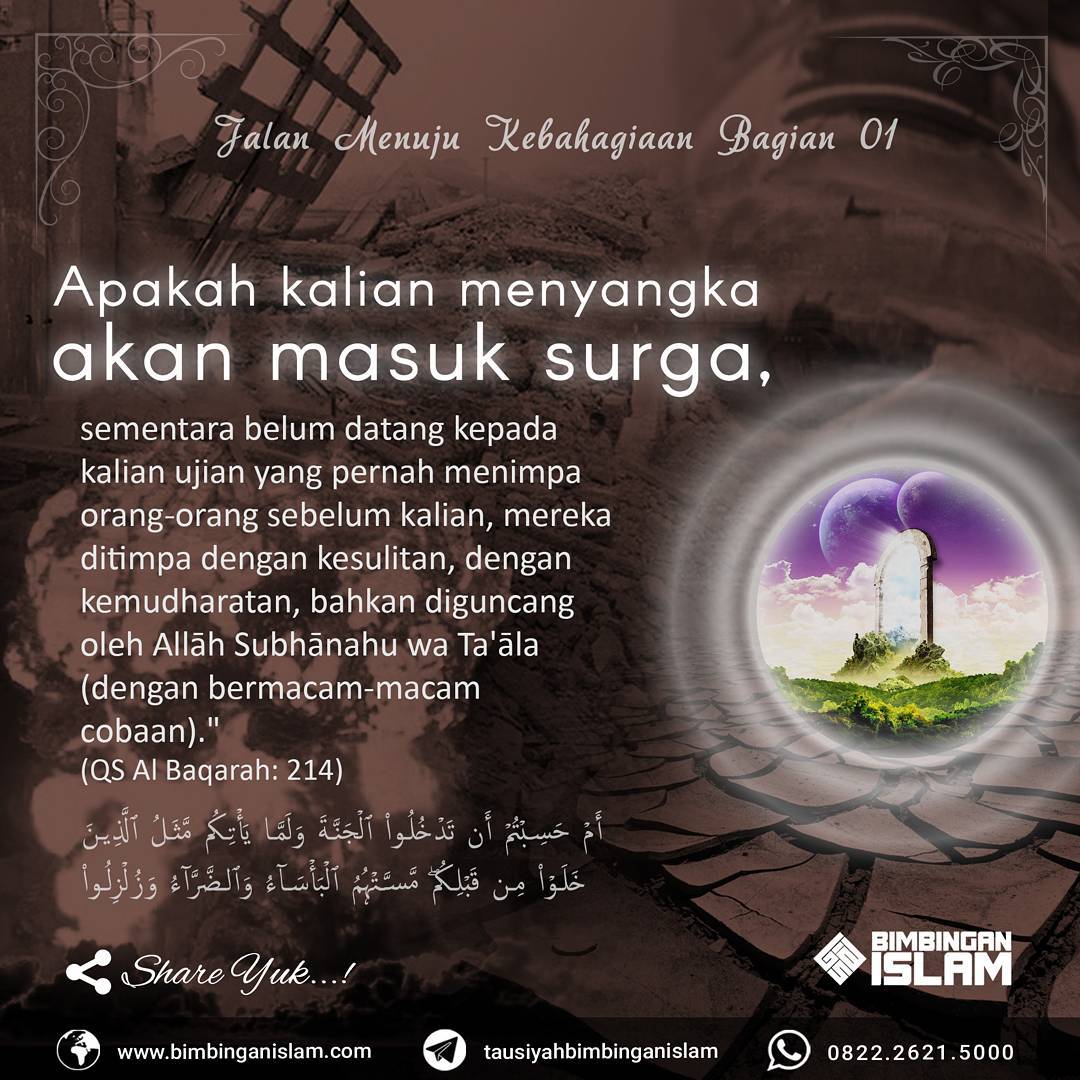 Jalan Menuju Kebahagiaan Bagian 01
Apakah kalian menyangka
akan masuk surga,
sementara belum datang kepada
kalian ujian yang pernah menimpa
orang-orang sebelum kalian, mereka
ditimpa dengan kesulitan, dengan
kemudharatan, bahkan diguncang
oleh Allāh Subhānahu wa Ta'āla
(dengan bermacam-macam
cobaan)."
(QS Al Baqarah: 214)
أَمْ حَسِبْتُمْ أَن تَدْخُلُوا۟ ٱلْجَنَّةَ وَلَمَّا يَأْتِكُم مَّثَلُ ٱلَّذِينَ
خَلَوْا۟ مِن قَبْلِكُم ۖ مَّسَّتْهُمُ ٱلْبَأْسَآءُ وَٱلضَّرَّآءُ وَزُلْزِلُوا۟
Share Yuk...!
BIMBINGAN
ISLAM
www.bimbinganislam.com
tausiyahbimbinganislam
0822.2621.5000